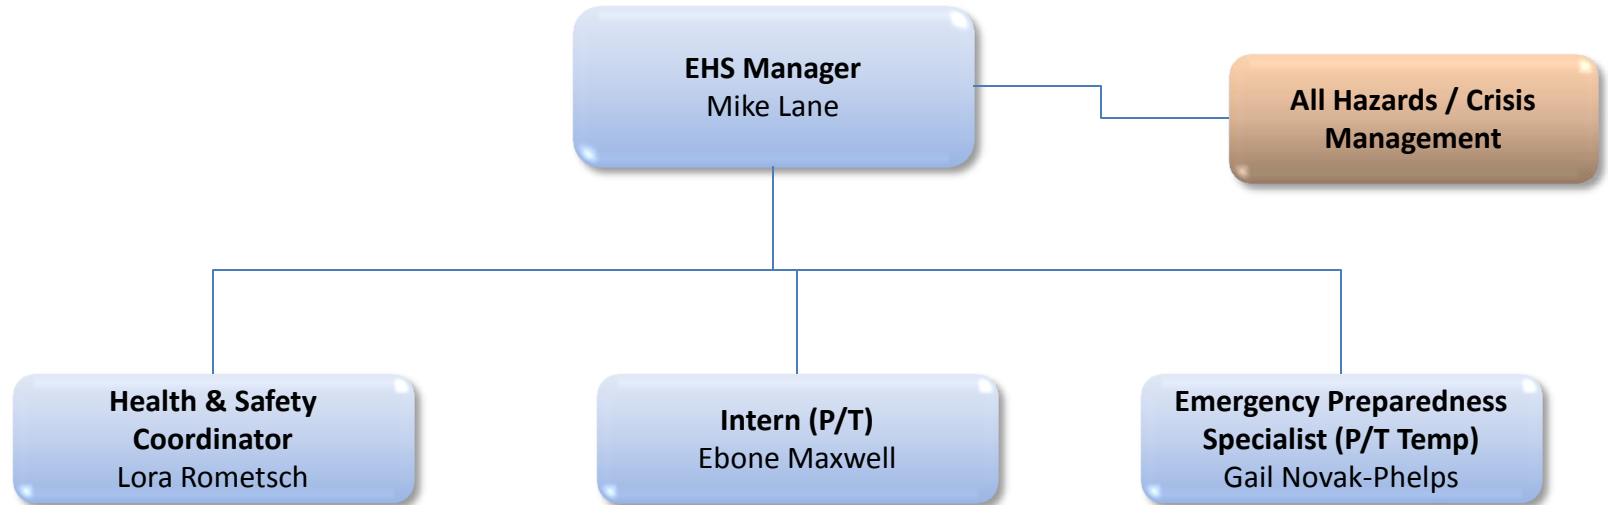 EHS Manager
Mike Lane
All Hazards / Crisis
Management
Health & Safety
Coordinator
Lora Rometsch
Intern (P/T)
Ebone Maxwell
Emergency Preparedness
Specialist (P/T Temp)
Gail Novak-Phelps